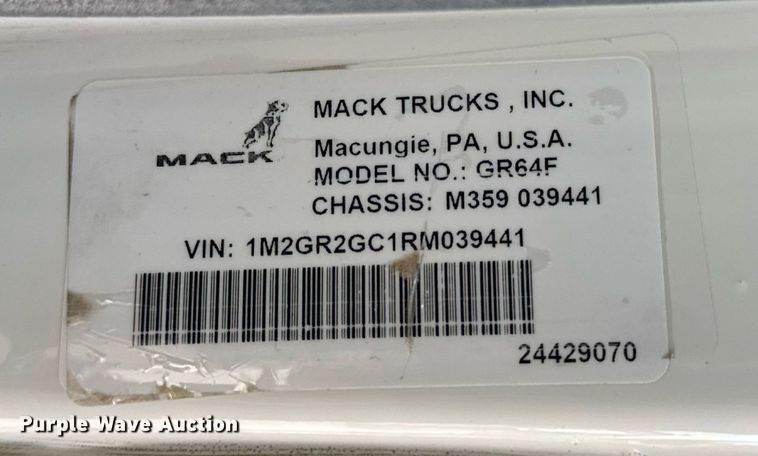 MACK TRUCKS , INC.
MACK
Macungie, PA, U.S.A.
MODEL NO.: GR64F
CHASSIS: M359 039441
VIN: 1M2GR2GC1RM039441
24429070
Purple Wave Auction